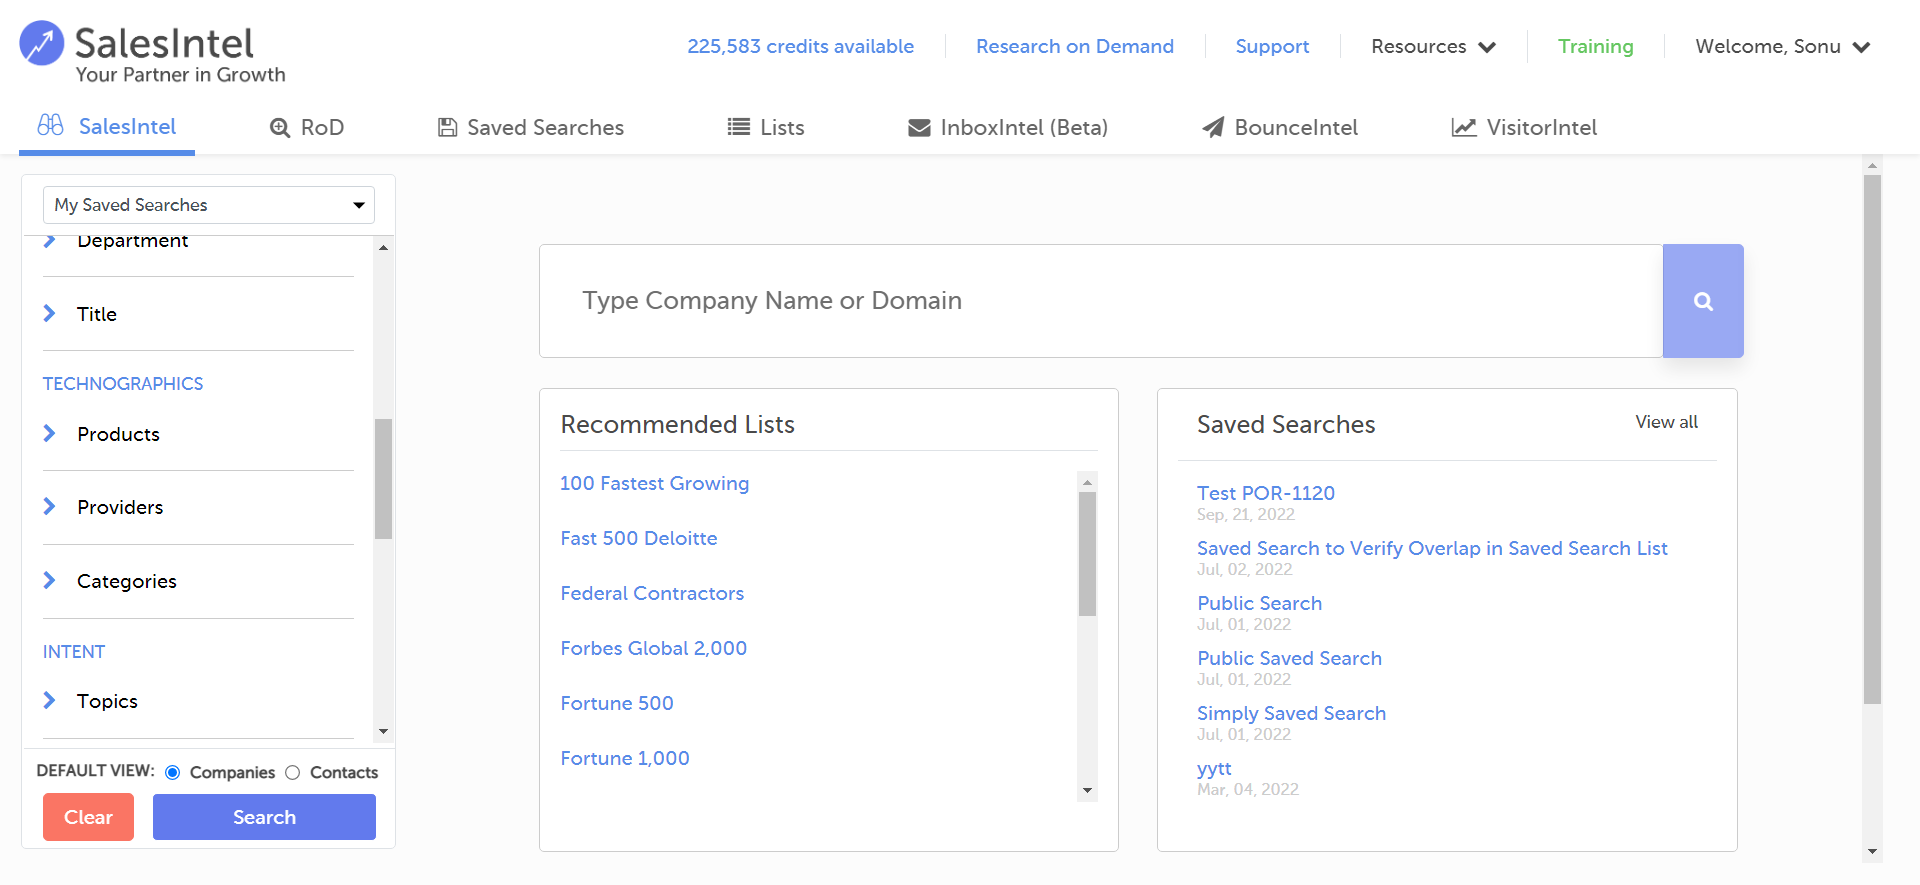 SalesIntel
Your Partner in Growth
225,583 credits available
Research on Demand
Support
Resources
Training
Welcome, Sonu
SalesIntel
RoD
Saved Searches
Lists
InboxIntel (Beta)
BounceIntel
VisitorIntel
My Saved Searches
Department
Title
TECHNOGRAPHICS
Products
Providers
Categories
INTENT
Topics
DEFAULT VIEW: Companies Contacts
Clear
Search
Type Company Name or Domain
Recommended Lists
100 Fastest Growing
Fast 500 Deloitte
Federal Contractors
Forbes Global 2,000
Fortune 500
Fortune 1,000
Saved Searches
View all
Test POR-1120
Sep, 21, 2022
Saved Search to Verify Overlap in Saved Search List
Jul, 02, 2022
Public Search
Jul, 01, 2022
Public Saved Search
Jul, 01, 2022
Simply Saved Search
Jul, 01, 2022
yytt
Mar, 04, 2022